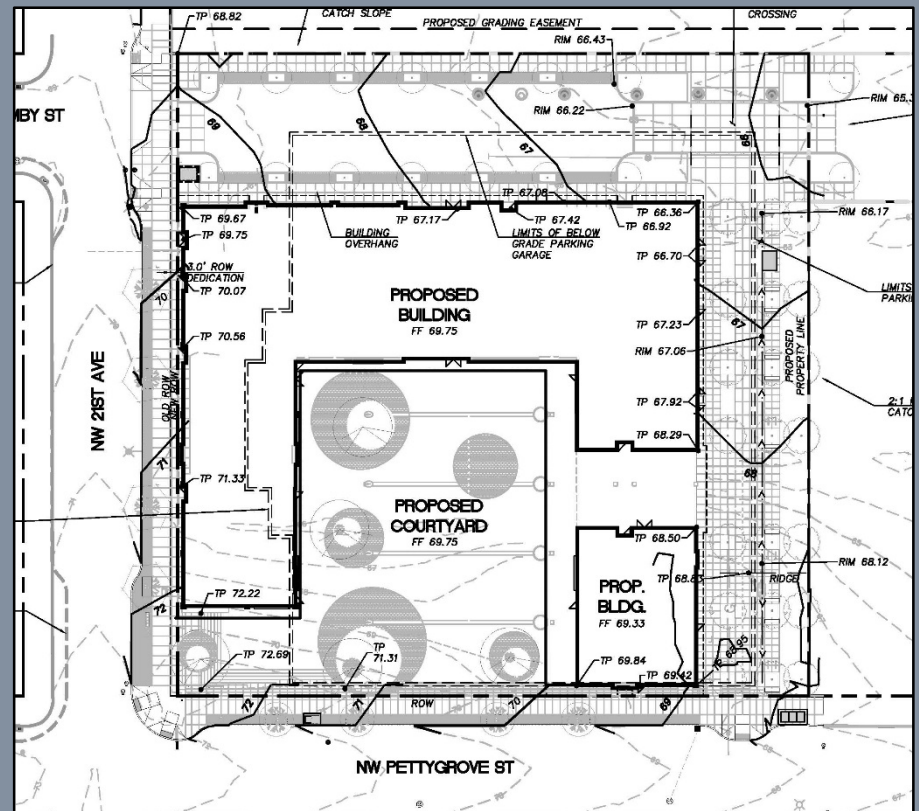 CATCH SLOPE
PROPOSED GRADING EASEMENT
CROSSING
TP 68.82
RIM 66.43
RIM 66.22
MBY ST
69
68
67
68
TP 67.08
TP 69.67
TP 67.17
TP 67.42
TP 66.36
TP 66.92
RIM 66.17
TP 69.75
BUILDING
OVERHANG
LIMITS OF BELOW
GRADE PARKING
GARAGE
TP 66.70
3.0' ROW
DEDICATION
TP 70.07
70
PROPOSED
BUILDING
FF 69.75
LIMITS
TP 67.23
67
TP 70.56
RIM 67.06
PROPOSED
PROPERTY LINE
OLD ROW
NEW ROW
NW 21ST AVE
2:1
TP 67.92
TP 68.29
71
TP 71.33
68
PROPOSED
COURTYARD
FF 69.75
TP 68.50
TP 68.83
RIM 68.12
RIDGE
PROP.
BLDG.
FF 69.33
72
TP 72.22
TP 68.95
TP 72.69
TP
71.31
TP 69.84
TP 69.42
72
71
ROW
70
69
NW PETTYGROVE ST